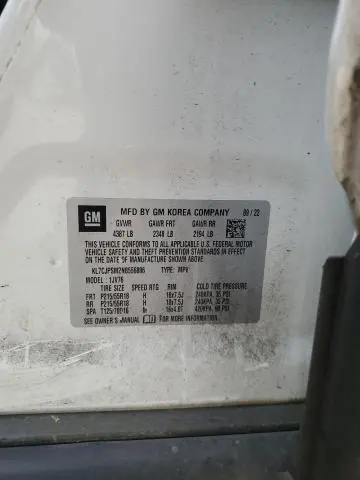 GM
MFD BY GM KOREA COMPANY 09/22
GVWR GAWR FRT GAWR RR
4387 LB 2348 LB 2194 LB
THIS VEHICLE CONFORMS TO ALL APPLICABLE U.S. FEDERAL MOTOR
VEHICLE SAFETY AND THEFT PREVENTION STANDARDS IN EFFECT
ON THE DATE OF MANUFACTURE SHOWN ABOVE.
TYPE: MPV
MODEL: 1JV76
TIRE SIZE SPEED RTG RIM COLD TIRE PRESSURE
FRT P215/55R18 H 18x7.5J 240KPA, 35 PSI
RR P215/55R18 H 18x7.5J 240KPA, 35 PSI
SPA T125/70D16 M 16x4.0T 420KPA, 60 PSI
SEE OWNER'S MANUAL FOR MORE INFORMATION